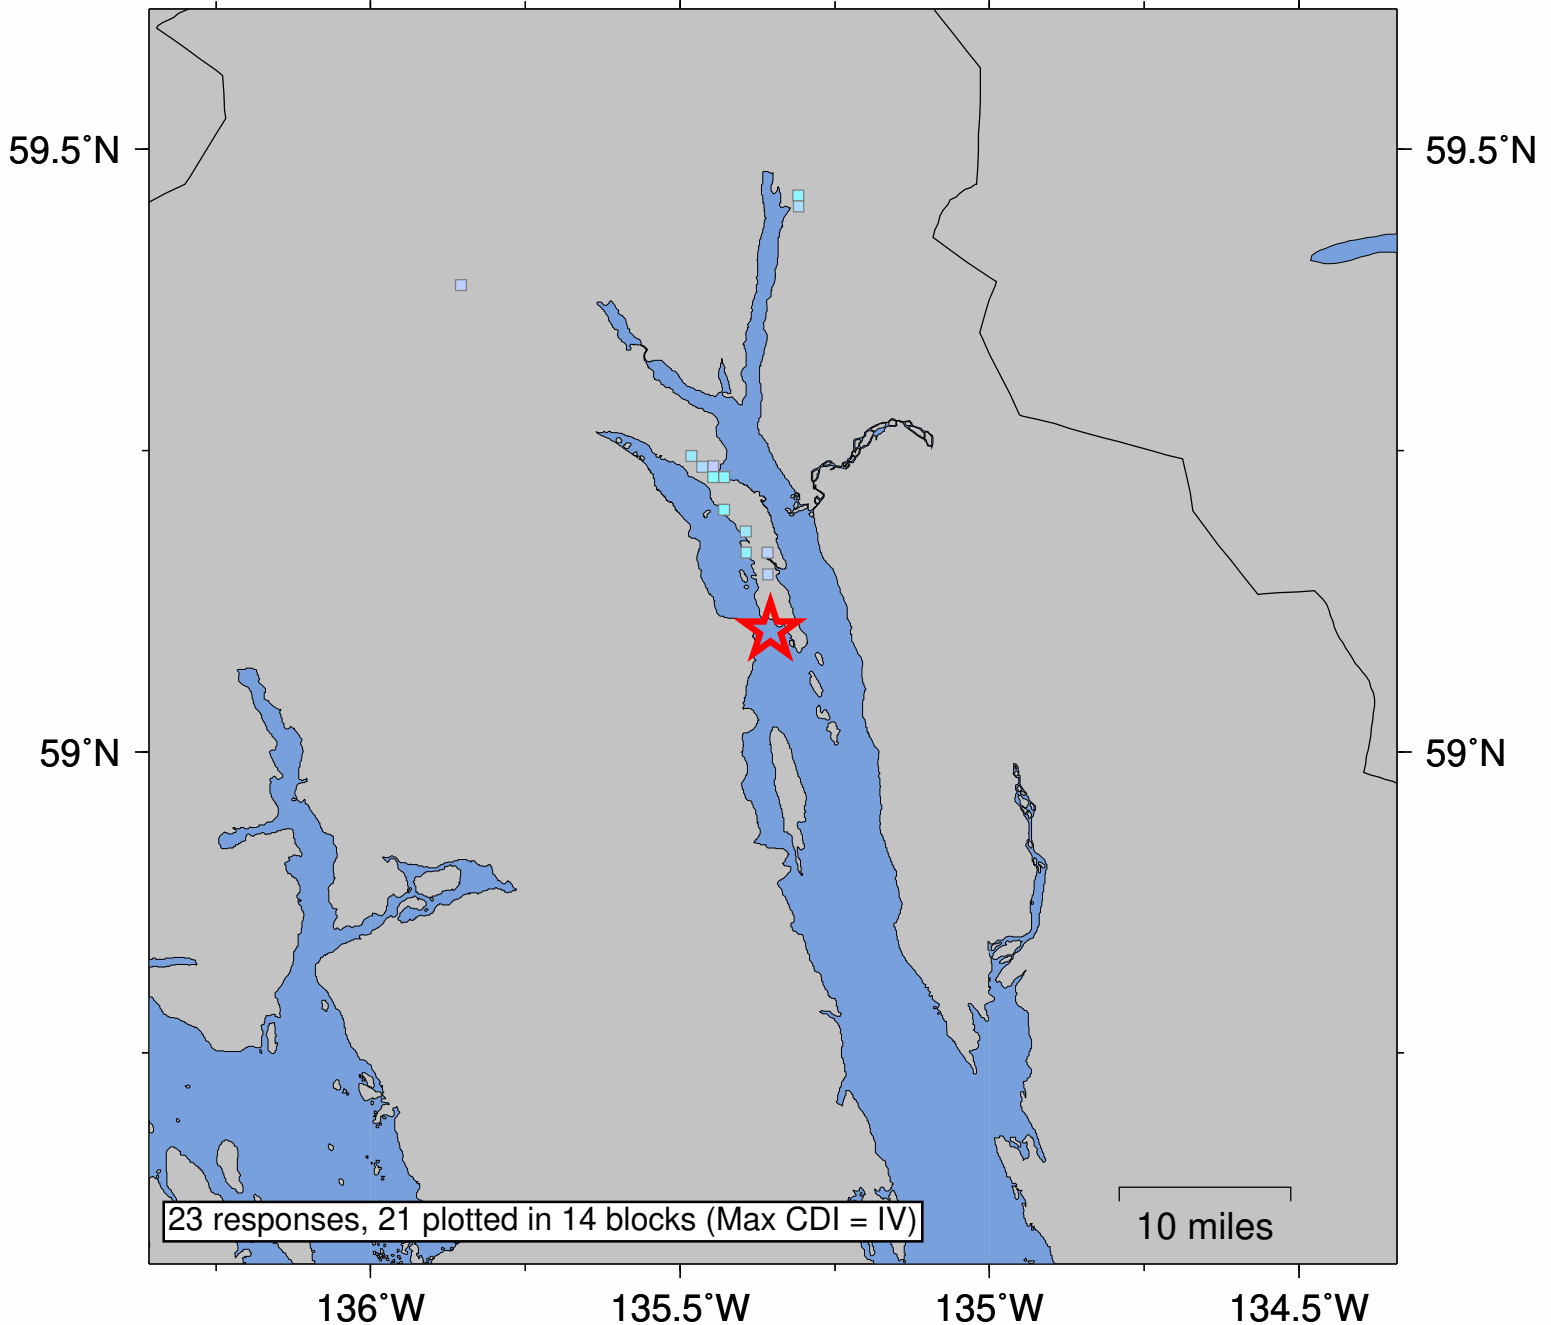 59.5˚N
59.5˚N
59˚N
59˚N
23 responses, 21 plotted in 14 blocks (Max CDI = IV)
10 miles
136˚W
135.5˚W
135˚W
134.5˚W